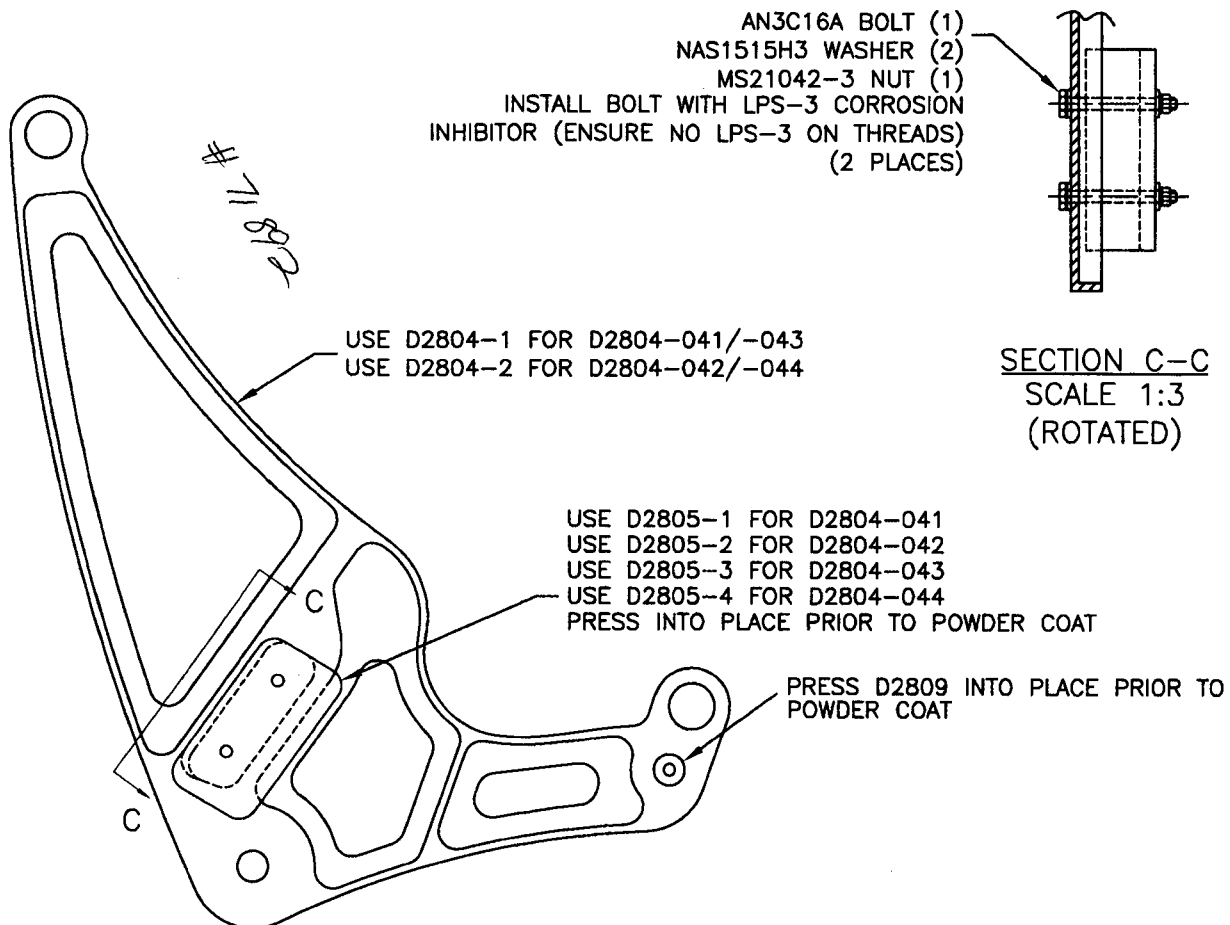 AN3C16A BOLT (1)
NAS1515H3 WASHER (2)
MS21042-3 NUT (1)
INSTALL BOLT WITH LPS-3 CORROSION
INHIBITOR (ENSURE NO LPS-3 ON THREADS)
(2 PLACES)
# 71892
USE D2804-1 FOR D2804-041/-043
USE D2804-2 FOR D2804-042/-044
SECTION C-C
SCALE 1:3
(ROTATED)
USE D2805-1 FOR D2804-041
USE D2805-2 FOR D2804-042
USE D2805-3 FOR D2804-043
USE D2805-4 FOR D2804-044
PRESS INTO PLACE PRIOR TO POWDER COAT
C
PRESS D2809 INTO PLACE PRIOR TO
POWDER COAT
C